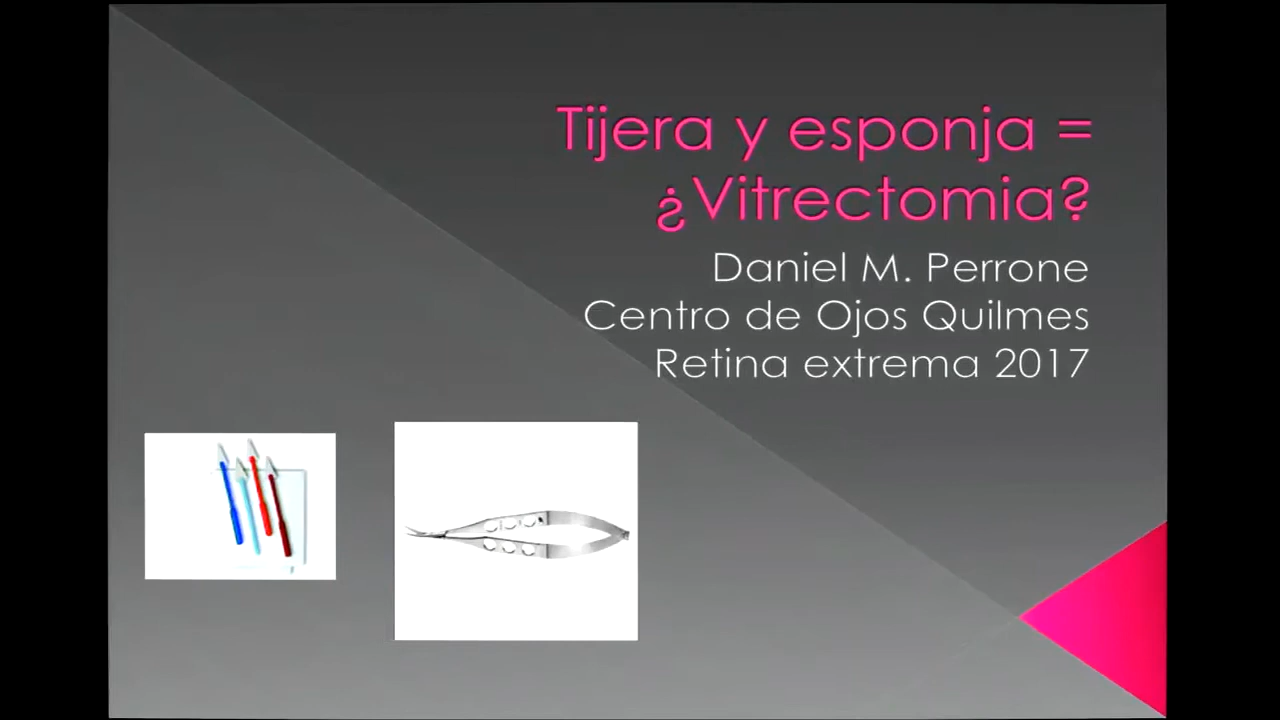 Tijera y esponja =
¿Vitrectomia?
Daniel M. Perrone
Centro de Ojos Quilmes
Retina extrema 2017